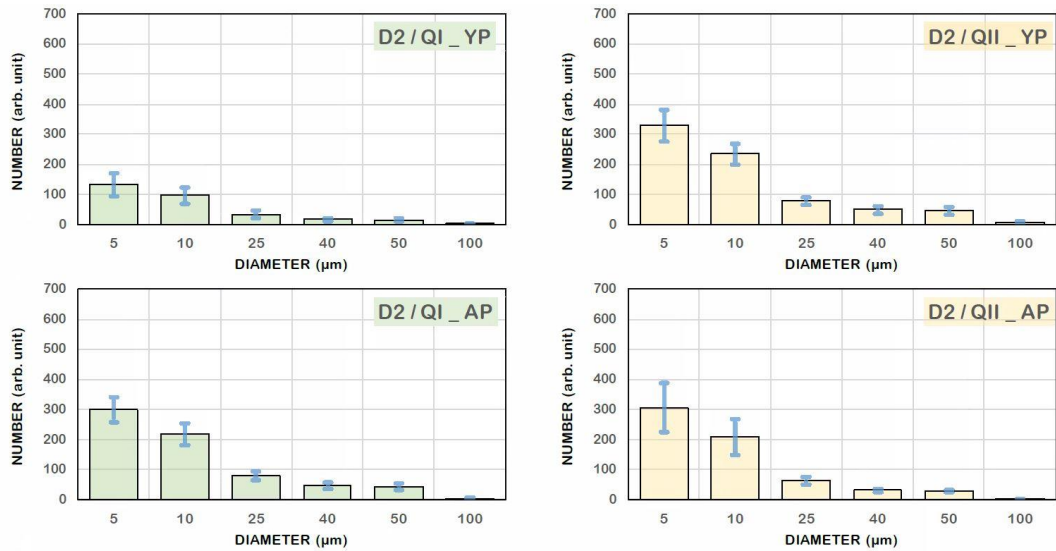 700
600
500
400
300
200
100
0
NUMBER (arb. unit)
D2 / QI _ YP
5 10 25 40 50 100
DIAMETER (µm)
700
600
500
400
300
200
100
0
NUMBER (arb. unit)
D2 / QII _ YP
5 10 25 40 50 100
DIAMETER (µm)
700
600
500
400
300
200
100
0
NUMBER (arb. unit)
D2 / QI _ AP
5 10 25 40 50 100
DIAMETER (µm)
700
600
500
400
300
200
100
0
NUMBER (arb. unit)
D2 / QII _ AP
5 10 25 40 50 100
DIAMETER (µm)